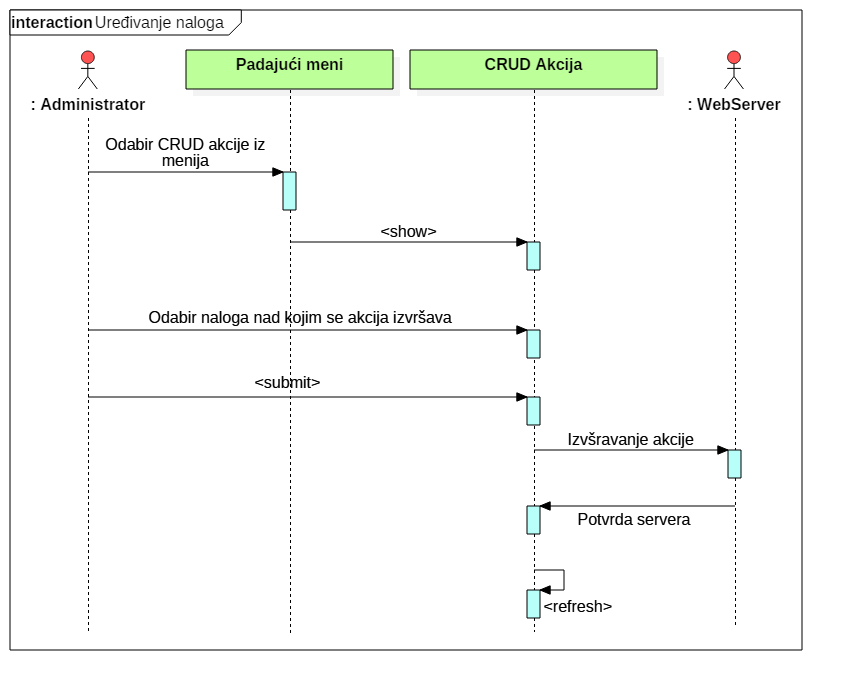 interaction Uređivanje naloga
Padajući meni
CRUD Akcija
: Administrator
: WebServer
Odabir CRUD akcije iz
menija
<show>
Odabir naloga nad kojim se akcija izvršava
<submit>
Izvšravanje akcije
Potvrda servera
<refresh>